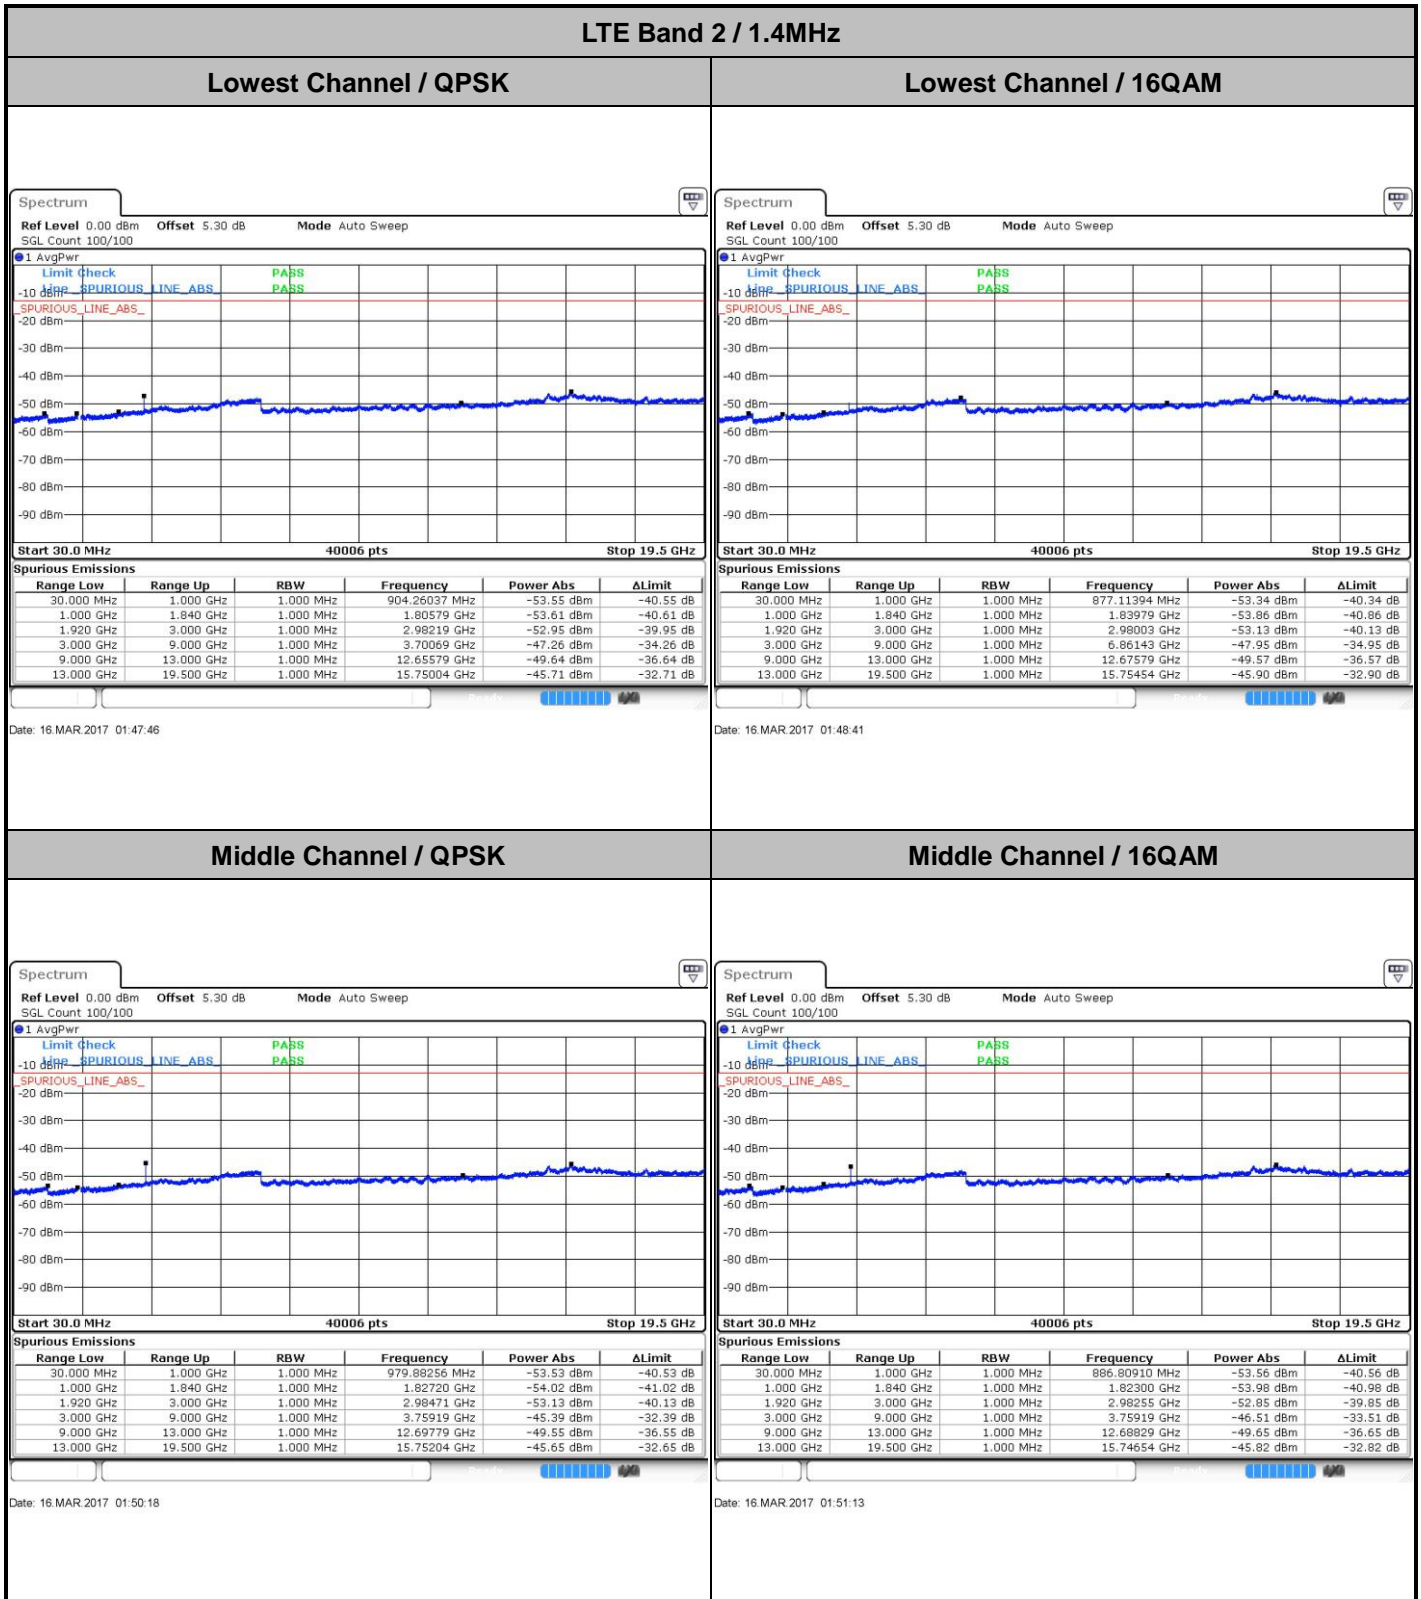 LTE Band 2 / 1.4MHz
Lowest Channel / QPSK
Lowest Channel / 16QAM
Spectrum
Ref Level 0.00 dBm Offset 5.30 dB Mode Auto Sweep
SGL Count 100/100
1 AvgPwr
Limit Check PASS
-10 dBm Line _SPURIOUS_LINE_ABS_ PASS
_SPURIOUS_LINE_ABS_
-20 dBm
-30 dBm
-40 dBm
-50 dBm
-60 dBm
-70 dBm
-80 dBm
-90 dBm
Start 30.0 MHz 40006 pts Stop 19.5 GHz
Spurious Emissions
Range Low Range Up RBW Frequency Power Abs ΔLimit
30.000 MHz 1.000 GHz 1.000 MHz 904.26037 MHz -53.55 dBm -40.55 dB
1.000 GHz 1.840 GHz 1.000 MHz 1.80579 GHz -53.61 dBm -40.61 dB
1.920 GHz 3.000 GHz 1.000 MHz 2.98219 GHz -52.95 dBm -39.95 dB
3.000 GHz 9.000 GHz 1.000 MHz 3.70069 GHz -47.26 dBm -34.26 dB
9.000 GHz 13.000 GHz 1.000 MHz 12.65579 GHz -49.64 dBm -36.64 dB
13.000 GHz 19.500 GHz 1.000 MHz 15.75004 GHz -45.71 dBm -32.71 dB
Date: 16.MAR.2017 01:47:46
Spectrum
Ref Level 0.00 dBm Offset 5.30 dB Mode Auto Sweep
SGL Count 100/100
1 AvgPwr
Limit Check PASS
-10 dBm Line _SPURIOUS_LINE_ABS_ PASS
_SPURIOUS_LINE_ABS_
-20 dBm
-30 dBm
-40 dBm
-50 dBm
-60 dBm
-70 dBm
-80 dBm
-90 dBm
Start 30.0 MHz 40006 pts Stop 19.5 GHz
Spurious Emissions
Range Low Range Up RBW Frequency Power Abs ΔLimit
30.000 MHz 1.000 GHz 1.000 MHz 877.11394 MHz -53.34 dBm -40.34 dB
1.000 GHz 1.840 GHz 1.000 MHz 1.83979 GHz -53.86 dBm -40.86 dB
1.920 GHz 3.000 GHz 1.000 MHz 2.98003 GHz -53.13 dBm -40.13 dB
3.000 GHz 9.000 GHz 1.000 MHz 6.86143 GHz -47.95 dBm -34.95 dB
9.000 GHz 13.000 GHz 1.000 MHz 12.67579 GHz -49.57 dBm -36.57 dB
13.000 GHz 19.500 GHz 1.000 MHz 15.75454 GHz -45.90 dBm -32.90 dB
Date: 16.MAR.2017 01:48:41
Middle Channel / QPSK
Middle Channel / 16QAM
Spectrum
Ref Level 0.00 dBm Offset 5.30 dB Mode Auto Sweep
SGL Count 100/100
1 AvgPwr
Limit Check PASS
-10 dBm Line _SPURIOUS_LINE_ABS_ PASS
_SPURIOUS_LINE_ABS_
-20 dBm
-30 dBm
-40 dBm
-50 dBm
-60 dBm
-70 dBm
-80 dBm
-90 dBm
Start 30.0 MHz 40006 pts Stop 19.5 GHz
Spurious Emissions
Range Low Range Up RBW Frequency Power Abs ΔLimit
30.000 MHz 1.000 GHz 1.000 MHz 979.88256 MHz -53.53 dBm -40.53 dB
1.000 GHz 1.840 GHz 1.000 MHz 1.82720 GHz -54.02 dBm -41.02 dB
1.920 GHz 3.000 GHz 1.000 MHz 2.98471 GHz -53.13 dBm -40.13 dB
3.000 GHz 9.000 GHz 1.000 MHz 3.75919 GHz -45.39 dBm -32.39 dB
9.000 GHz 13.000 GHz 1.000 MHz 12.69779 GHz -49.55 dBm -36.55 dB
13.000 GHz 19.500 GHz 1.000 MHz 15.75204 GHz -45.65 dBm -32.65 dB
Date: 16.MAR.2017 01:50:18
Spectrum
Ref Level 0.00 dBm Offset 5.30 dB Mode Auto Sweep
SGL Count 100/100
1 AvgPwr
Limit Check PASS
-10 dBm Line _SPURIOUS_LINE_ABS_ PASS
_SPURIOUS_LINE_ABS_
-20 dBm
-30 dBm
-40 dBm
-50 dBm
-60 dBm
-70 dBm
-80 dBm
-90 dBm
Start 30.0 MHz 40006 pts Stop 19.5 GHz
Spurious Emissions
Range Low Range Up RBW Frequency Power Abs ΔLimit
30.000 MHz 1.000 GHz 1.000 MHz 886.80910 MHz -53.56 dBm -40.56 dB
1.000 GHz 1.840 GHz 1.000 MHz 1.82300 GHz -53.98 dBm -40.98 dB
1.920 GHz 3.000 GHz 1.000 MHz 2.98255 GHz -52.85 dBm -39.85 dB
3.000 GHz 9.000 GHz 1.000 MHz 3.75919 GHz -46.51 dBm -33.51 dB
9.000 GHz 13.000 GHz 1.000 MHz 12.68829 GHz -49.65 dBm -36.65 dB
13.000 GHz 19.500 GHz 1.000 MHz 15.74654 GHz -45.82 dBm -32.82 dB
Date: 16.MAR.2017 01:51:13